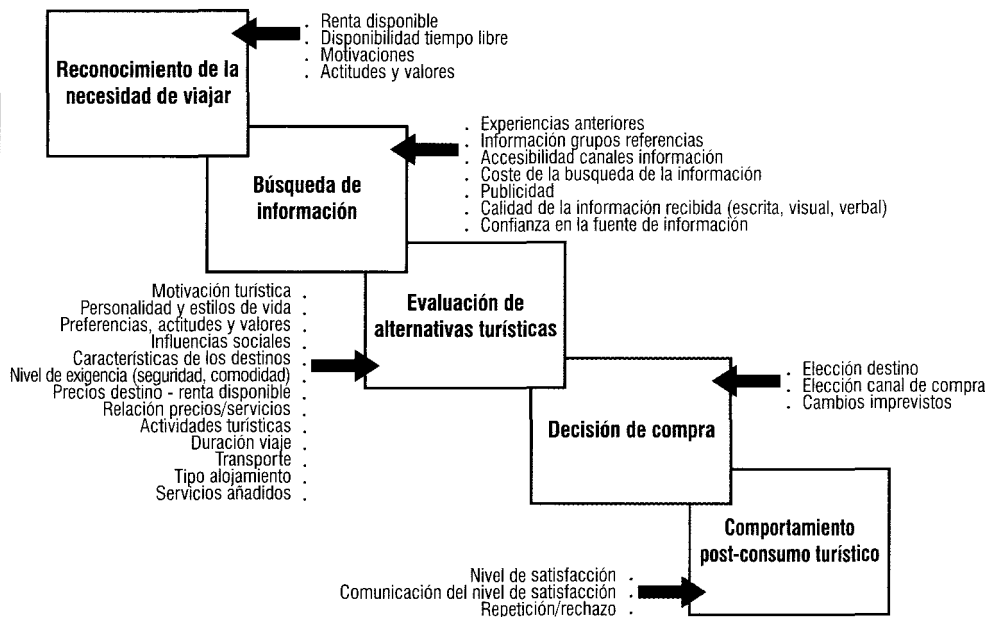 Reconocimiento de la
necesidad de viajar
. Renta disponible
. Disponibilidad tiempo libre
. Motivaciones
. Actitudes y valores
Búsqueda de
información
. Experiencias anteriores
. Información grupos referencias
. Accesibilidad canales información
. Coste de la busqueda de la información
. Publicidad
. Calidad de la información recibida (escrita, visual, verbal)
. Confianza en la fuente de información
Evaluación de
alternativas turísticas
Motivación turística .
Personalidad y estilos de vida .
Preferencias, actitudes y valores .
Influencias sociales .
Características de los destinos .
Nivel de exigencia (seguridad, comodidad) .
Precios destino - renta disponible .
Relación precios/servicios .
Actividades turísticas .
Duración viaje .
Transporte .
Tipo alojamiento .
Servicios añadidos .
Decisión de compra
. Elección destino
. Elección canal de compra
. Cambios imprevistos
Comportamiento
post-consumo turístico
Nivel de satisfacción .
Comunicación del nivel de satisfacción .
Repetición/rechazo .